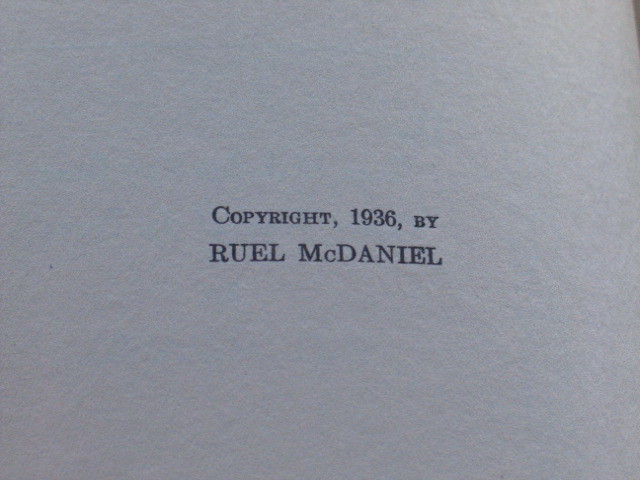 Copyright, 1936, by
RUEL McDANIEL